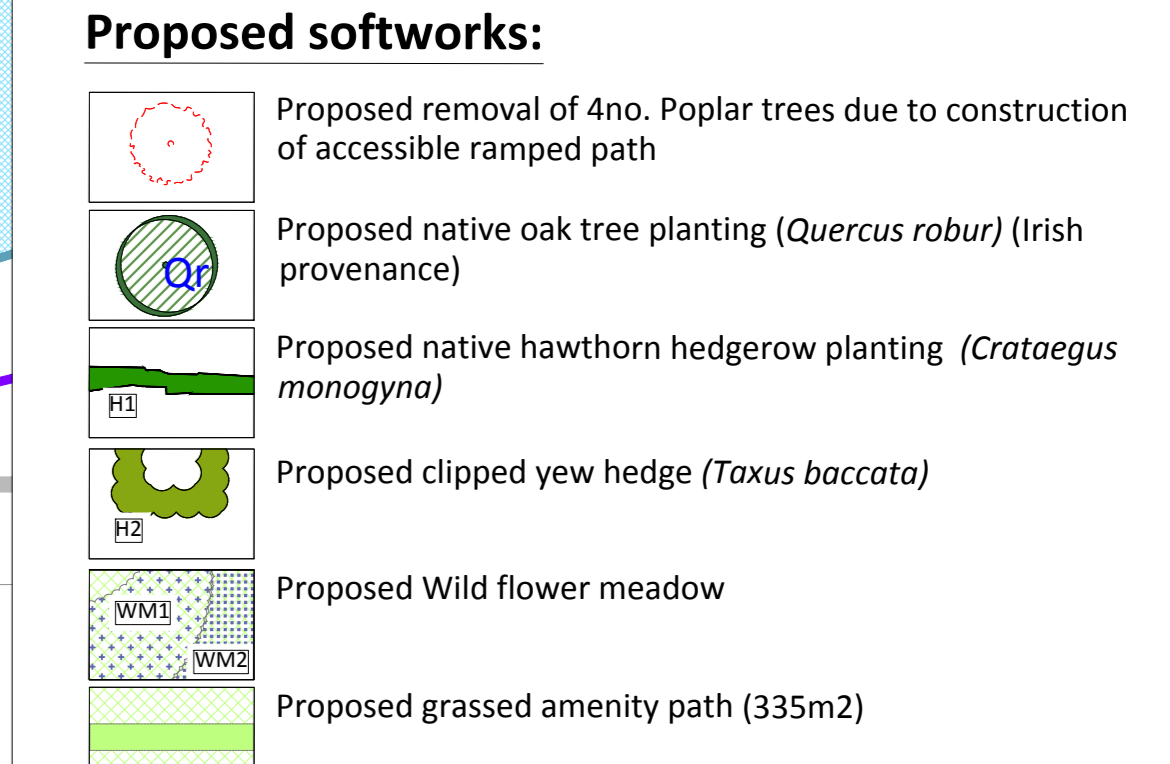 Proposed softworks:
Proposed removal of 4no. Poplar trees due to construction
of accessible ramped path
Qr
Proposed native oak tree planting (Quercus robur) (Irish
provenance)
H1
Proposed native hawthorn hedgerow planting (Crataegus
monogyna)
H2
Proposed clipped yew hedge (Taxus baccata)
WM1
WM2
Proposed Wild flower meadow
Proposed grassed amenity path (335m2)